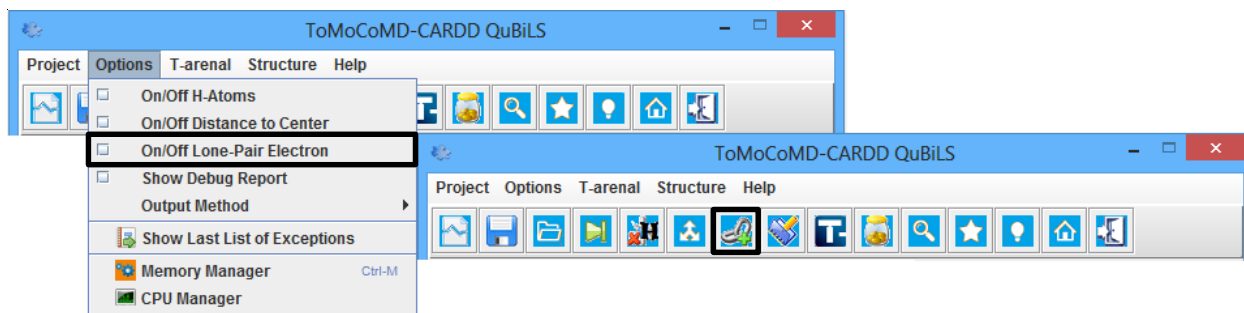 ToMoCoMD-CARDD QuBiLS
Project Options T-arenal Structure Help
On/Off H-Atoms
On/Off Distance to Center
On/Off Lone-Pair Electron
Show Debug Report
Output Method
Show Last List of Exceptions
Memory Manager Ctrl-M
CPU Manager
ToMoCoMD-CARDD QuBiLS
Project Options T-arenal Structure Help
H
T-